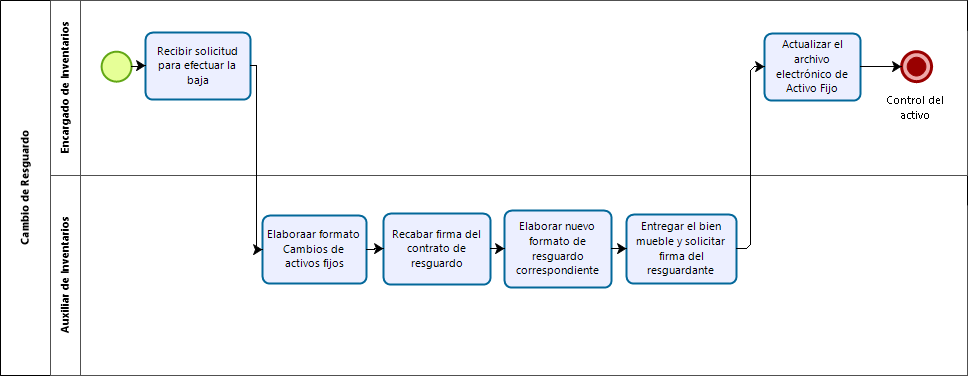 Cambio de Resguardo
Encargado de Inventarios
Recibir solicitud
para efectuar la
baja
Actualizar el
archivo
electrónico de
Activo Fijo
Control del
activo
Auxiliar de Inventarios
Elaboraar formato
Cambios de
activos fijos
Recabar firma del
contrato de
resguardo
Elaborar nuevo
formato de
resguardo
correspondiente
Entregar el bien
mueble y solicitar
firma del
resguardante